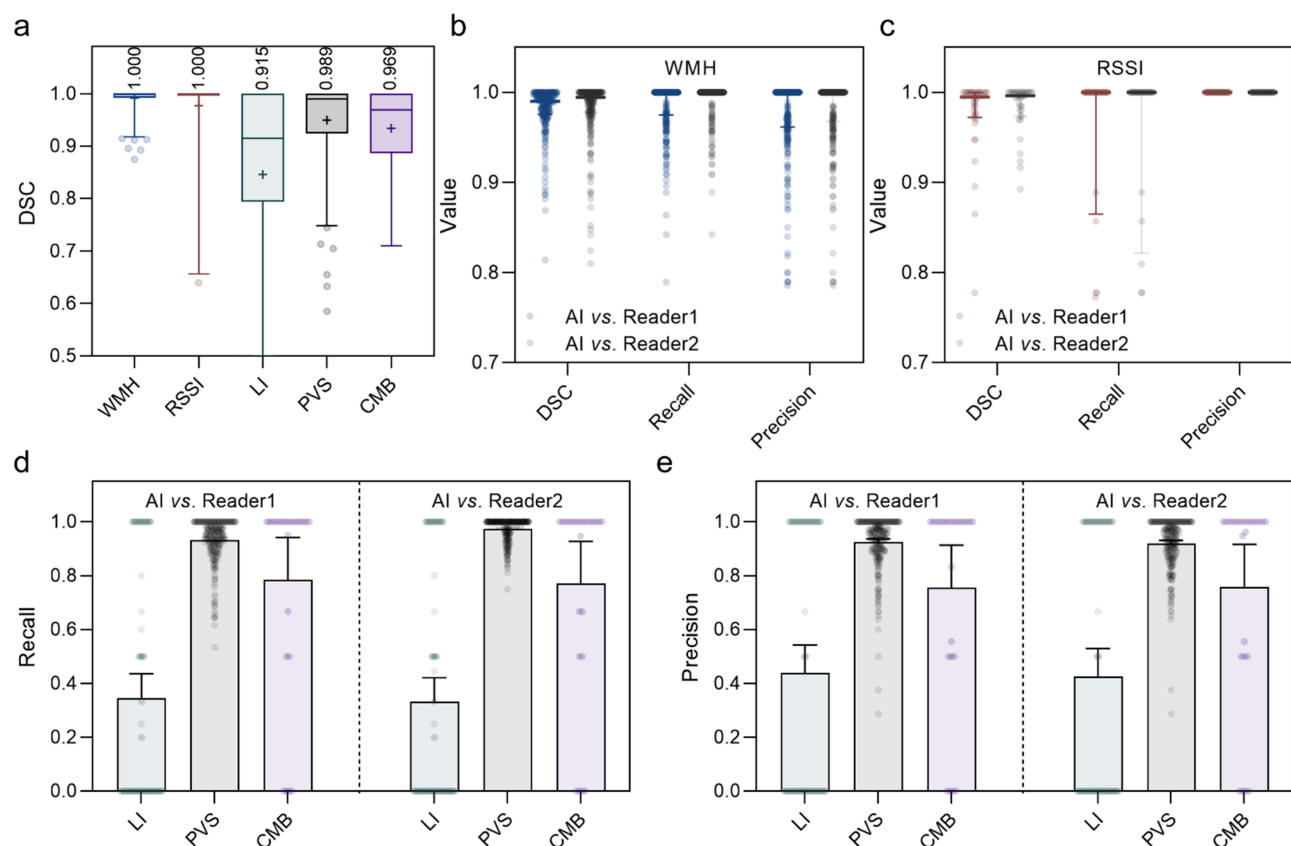 a
1.000
1.000
0.915
0.989
0.969
DSC
1.0
0.9
0.8
0.7
0.6
0.5
WMH
RSSI
LI
PVS
CMB
b
WMH
Value
1.0
0.9
0.8
0.7
AI vs. Reader1
AI vs. Reader2
DSC
Recall
Precision
c
RSSI
Value
1.0
0.9
0.8
0.7
AI vs. Reader1
AI vs. Reader2
DSC
Recall
Precision
d
AI vs. Reader1
AI vs. Reader2
Recall
1.0
0.8
0.6
0.4
0.2
0.0
LI
PVS
CMB
LI
PVS
CMB
e
AI vs. Reader1
AI vs. Reader2
Precision
1.0
0.8
0.6
0.4
0.2
0.0
LI
PVS
CMB
LI
PVS
CMB